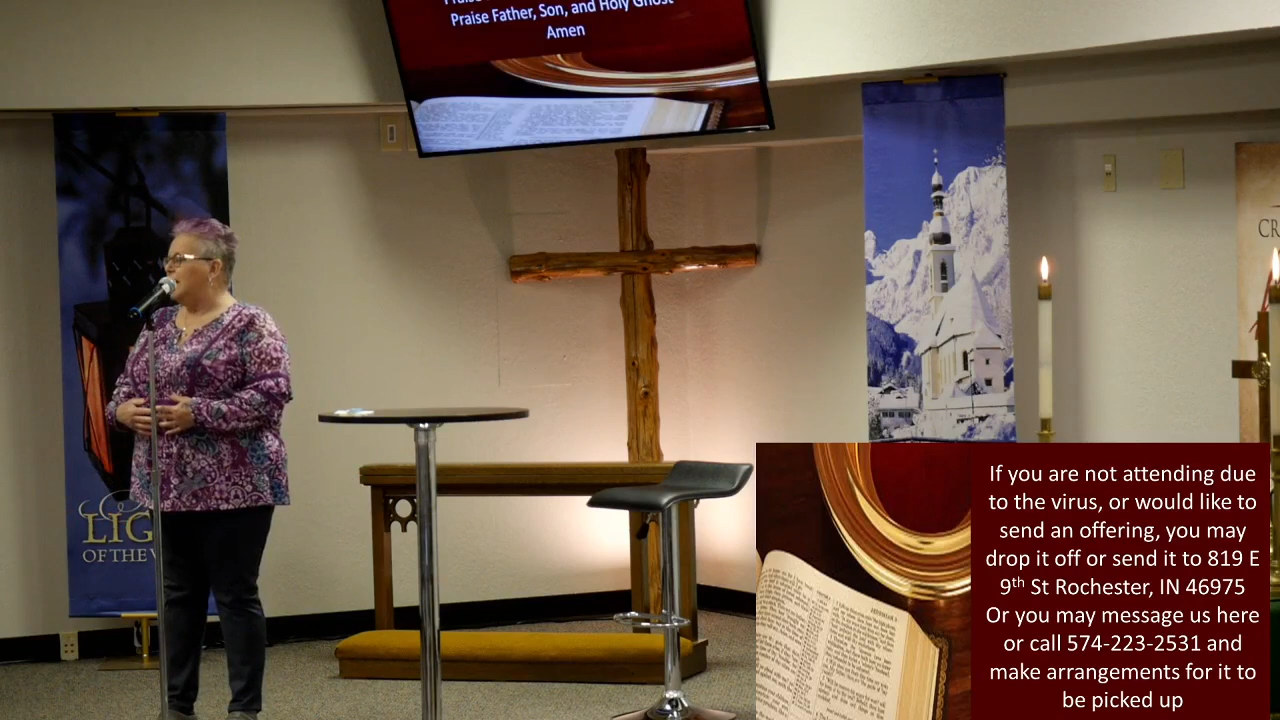 Praise Father, Son, and Holy Ghost
Amen
CR
LIG
OF THE
If you are not attending due
to the virus, or would like to
send an offering, you may
drop it off or send it to 819 E
9th St Rochester, IN 46975
Or you may message us here
or call 574-223-2531 and
make arrangements for it to
be picked up